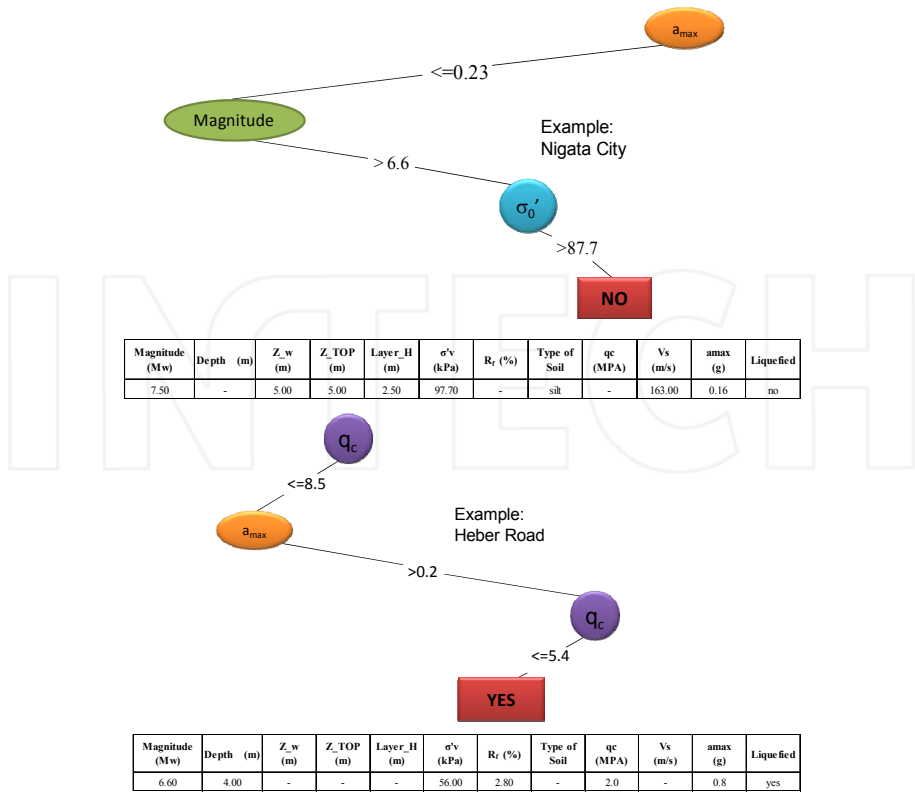 a_max
<=0.23
Magnitude
Example:
Nigata City
>6.6
σ0'
>87.7
NO
INTECH
Magnitude (Mw) Depth (m) Z_w (m) Z_TOP (m) Layer_H (m) σ'v (kPa) Rf (%) Type of Soil qc (MPA) Vs (m/s) amax (g) Liquefied
7.50 - 5.00 5.00 2.50 97.70 - silt - 163.00 0.16 no
qc
<=8.5
a_max
Example:
Heber Road
>0.2
qc
<=5.4
YES
Magnitude (Mw) Depth (m) Z_w (m) Z_TOP (m) Layer_H (m) σ'v (kPa) Rf (%) Type of Soil qc (MPA) Vs (m/s) amax (g) Liquefied
6.60 4.00 - - - 56.00 2.80 - 2.0 - 0.8 yes